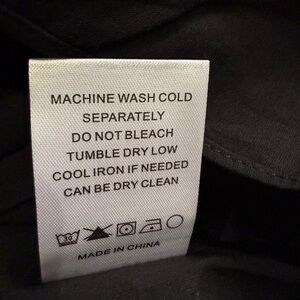 MACHINE WASH COLD
SEPARATELY
DO NOT BLEACH
TUMBLE DRY LOW
COOL IRON IF NEEDED
CAN BE DRY CLEAN
MADE IN CHINA